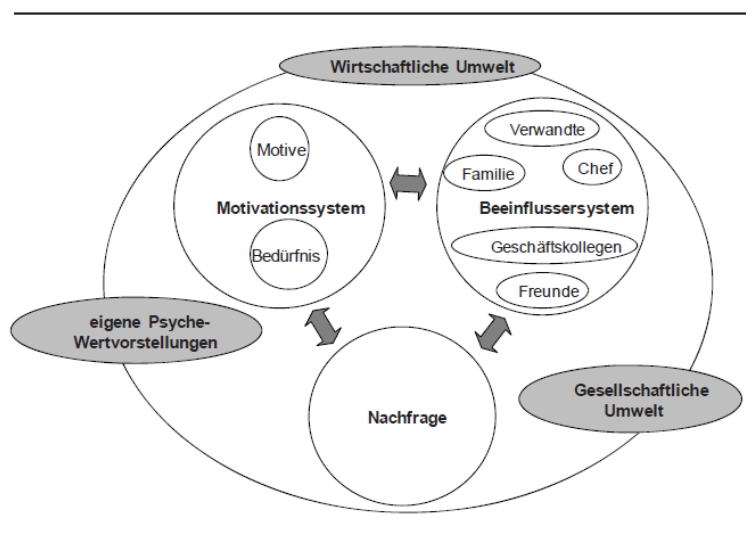 Wirtschaftliche Umwelt
Motive
Motivationssystem
Bedürfnis
Verwandte
Familie
Chef
Beeinflussersystem
Geschäftskollegen
Freunde
eigene Psyche-
Wertvorstellungen
Nachfrage
Gesellschaftliche
Umwelt